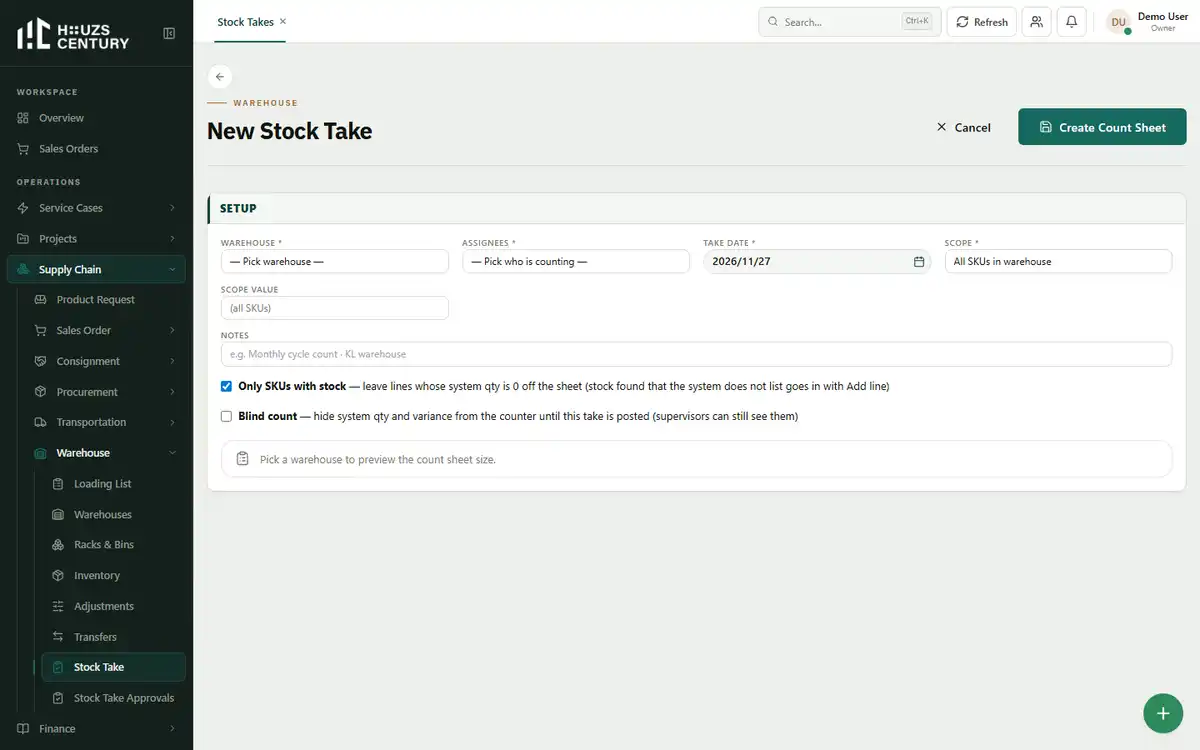 HOUZS
CENTURY
Stock Takes
Search...
Ctrl+K
Refresh
DU
Demo User
Owner
WORKSPACE
Overview
Sales Orders
OPERATIONS
Service Cases
Projects
Supply Chain
Product Request
Sales Order
Consignment
Procurement
Transportation
Warehouse
Loading List
Warehouses
Racks & Bins
Inventory
Adjustments
Transfers
Stock Take
Stock Take Approvals
Finance
WAREHOUSE
New Stock Take
Cancel
Create Count Sheet
SETUP
WAREHOUSE *
ASSIGNEES *
TAKE DATE *
SCOPE *
— Pick warehouse —
— Pick who is counting —
2026/11/27
All SKUs in warehouse
SCOPE VALUE
(all SKUs)
NOTES
e.g. Monthly cycle count · KL warehouse
Only SKUs with stock — leave lines whose system qty is 0 off the sheet (stock found that the system does not list goes in with Add line)
Blind count — hide system qty and variance from the counter until this take is posted (supervisors can still see them)
Pick a warehouse to preview the count sheet size.